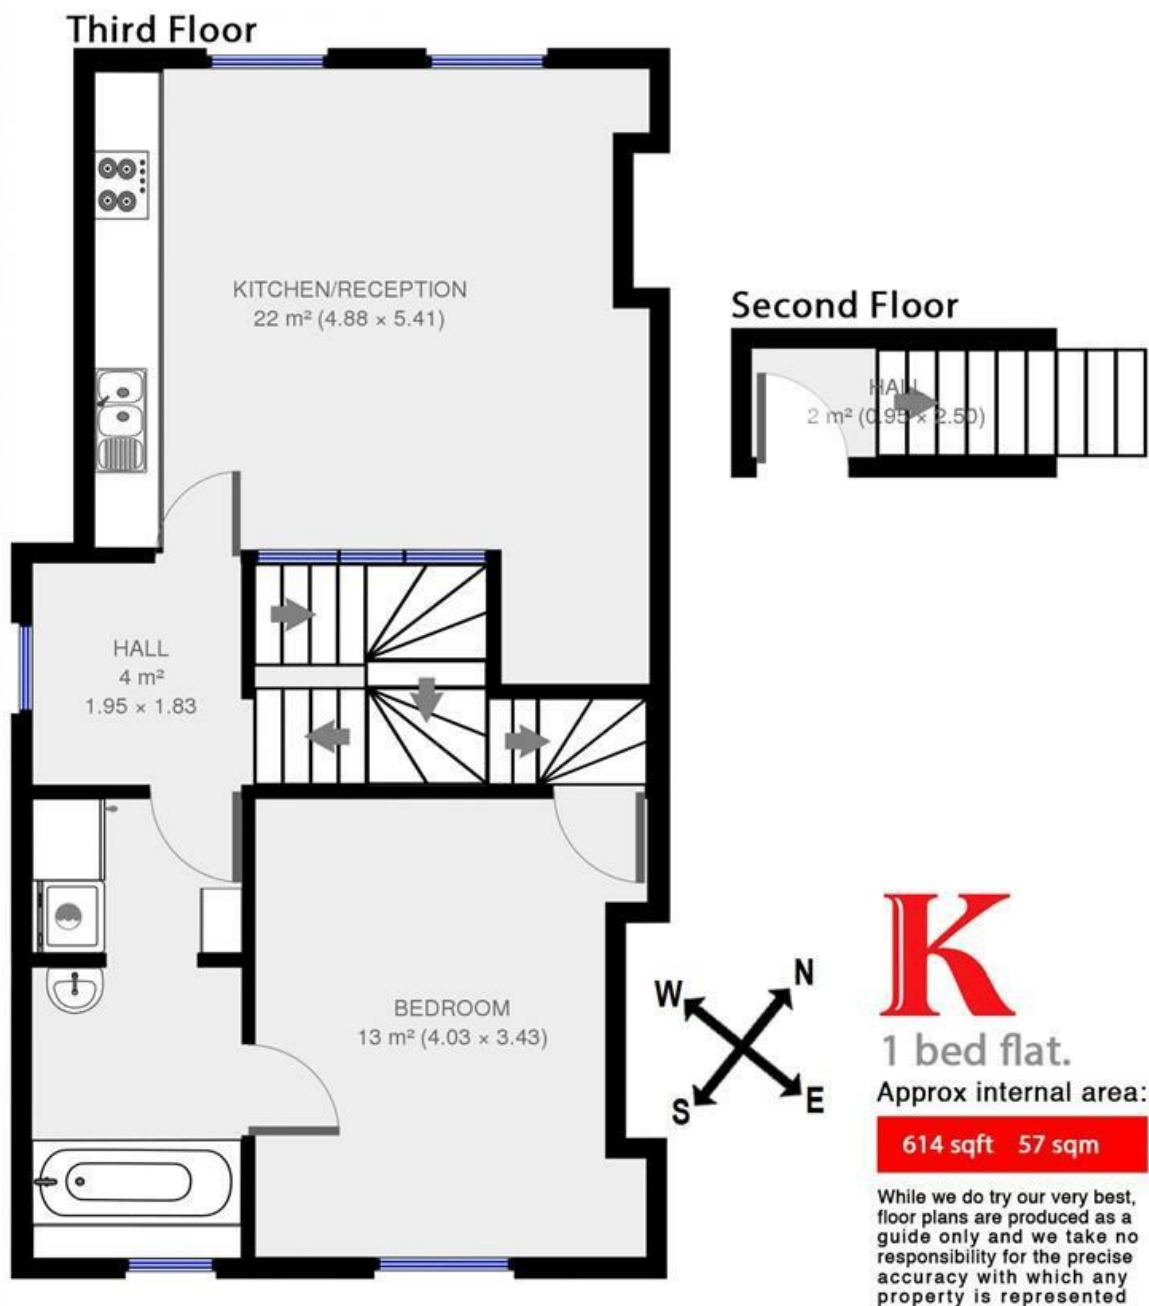 Third Floor
KITCHEN/RECEPTION
22 m² (4.88 × 5.41)
Second Floor
HALL
2 m² (0.95 × 2.50)
HALL
4 m²
1.95 × 1.83
BEDROOM
13 m² (4.03 × 3.43)
W
N
S
E
K
1 bed flat.
Approx internal area:
614 sqft 57 sqm
While we do try our very best,
floor plans are produced as a
guide only and we take no
responsibility for the precise
accuracy with which any
property is represented